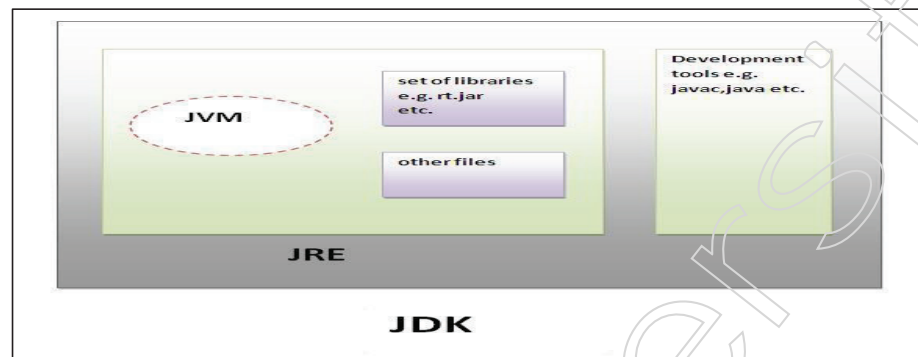 JVM
set of libraries
e.g. rt.jar
etc.
other files
Development
tools e.g.
javac,java etc.
JRE
JDK